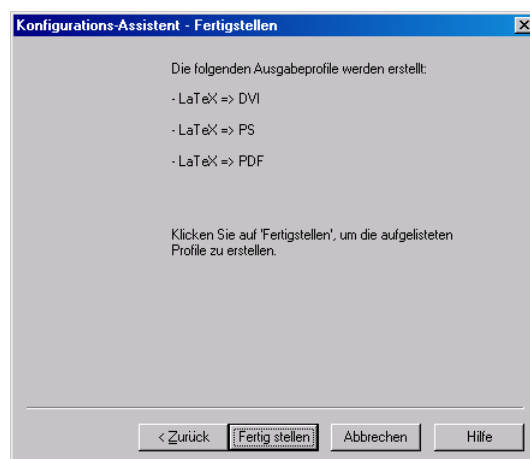 Konfigurations-Assistent - Fertigstellen
Die folgenden Ausgabeprofile werden erstellt:
- LaTeX => DVI
- LaTeX => PS
- LaTeX => PDF
Klicken Sie auf 'Fertigstellen', um die aufgelisteten
Profile zu erstellen.
< Zurück Fertig stellen Abbrechen Hilfe